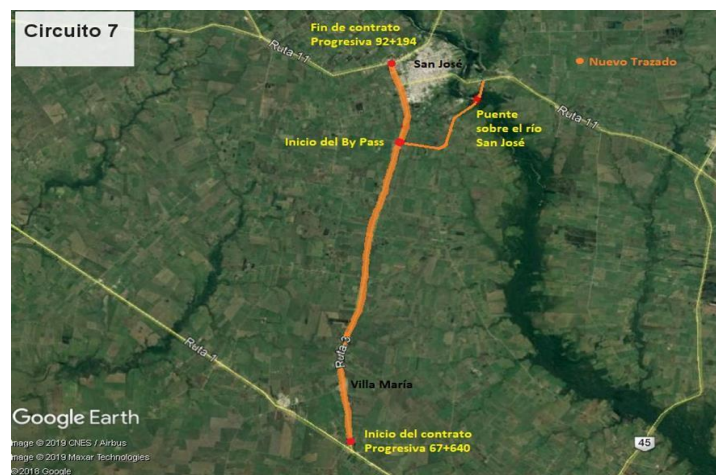 Circuito 7
Fin de contrato
Progresiva 92+194
Ruta 11
San José
Nuevo Trazado
Puente
sobre el río
San José
Ruta 11
Inicio del By Pass
Ruta 3
Ruta 1
Villa María
Google Earth
Inicio del contrato
Progresiva 67+640
45
mage © 2019 CNES / Airbus
mage © 2019 Maxar Technologies
©2018 Google